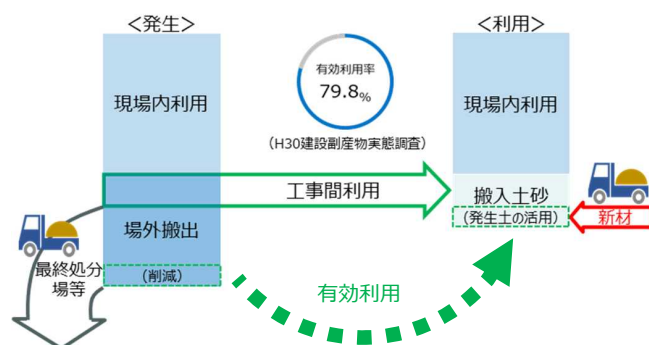 ＜発生＞
現場内利用
場外搬出
（削減）
最終処分
場等
有効利用率
79.8%
（H30建設副産物実態調査）
工事間利用
有効利用
＜利用＞
現場内利用
搬入土砂
（発生土の活用）
新材